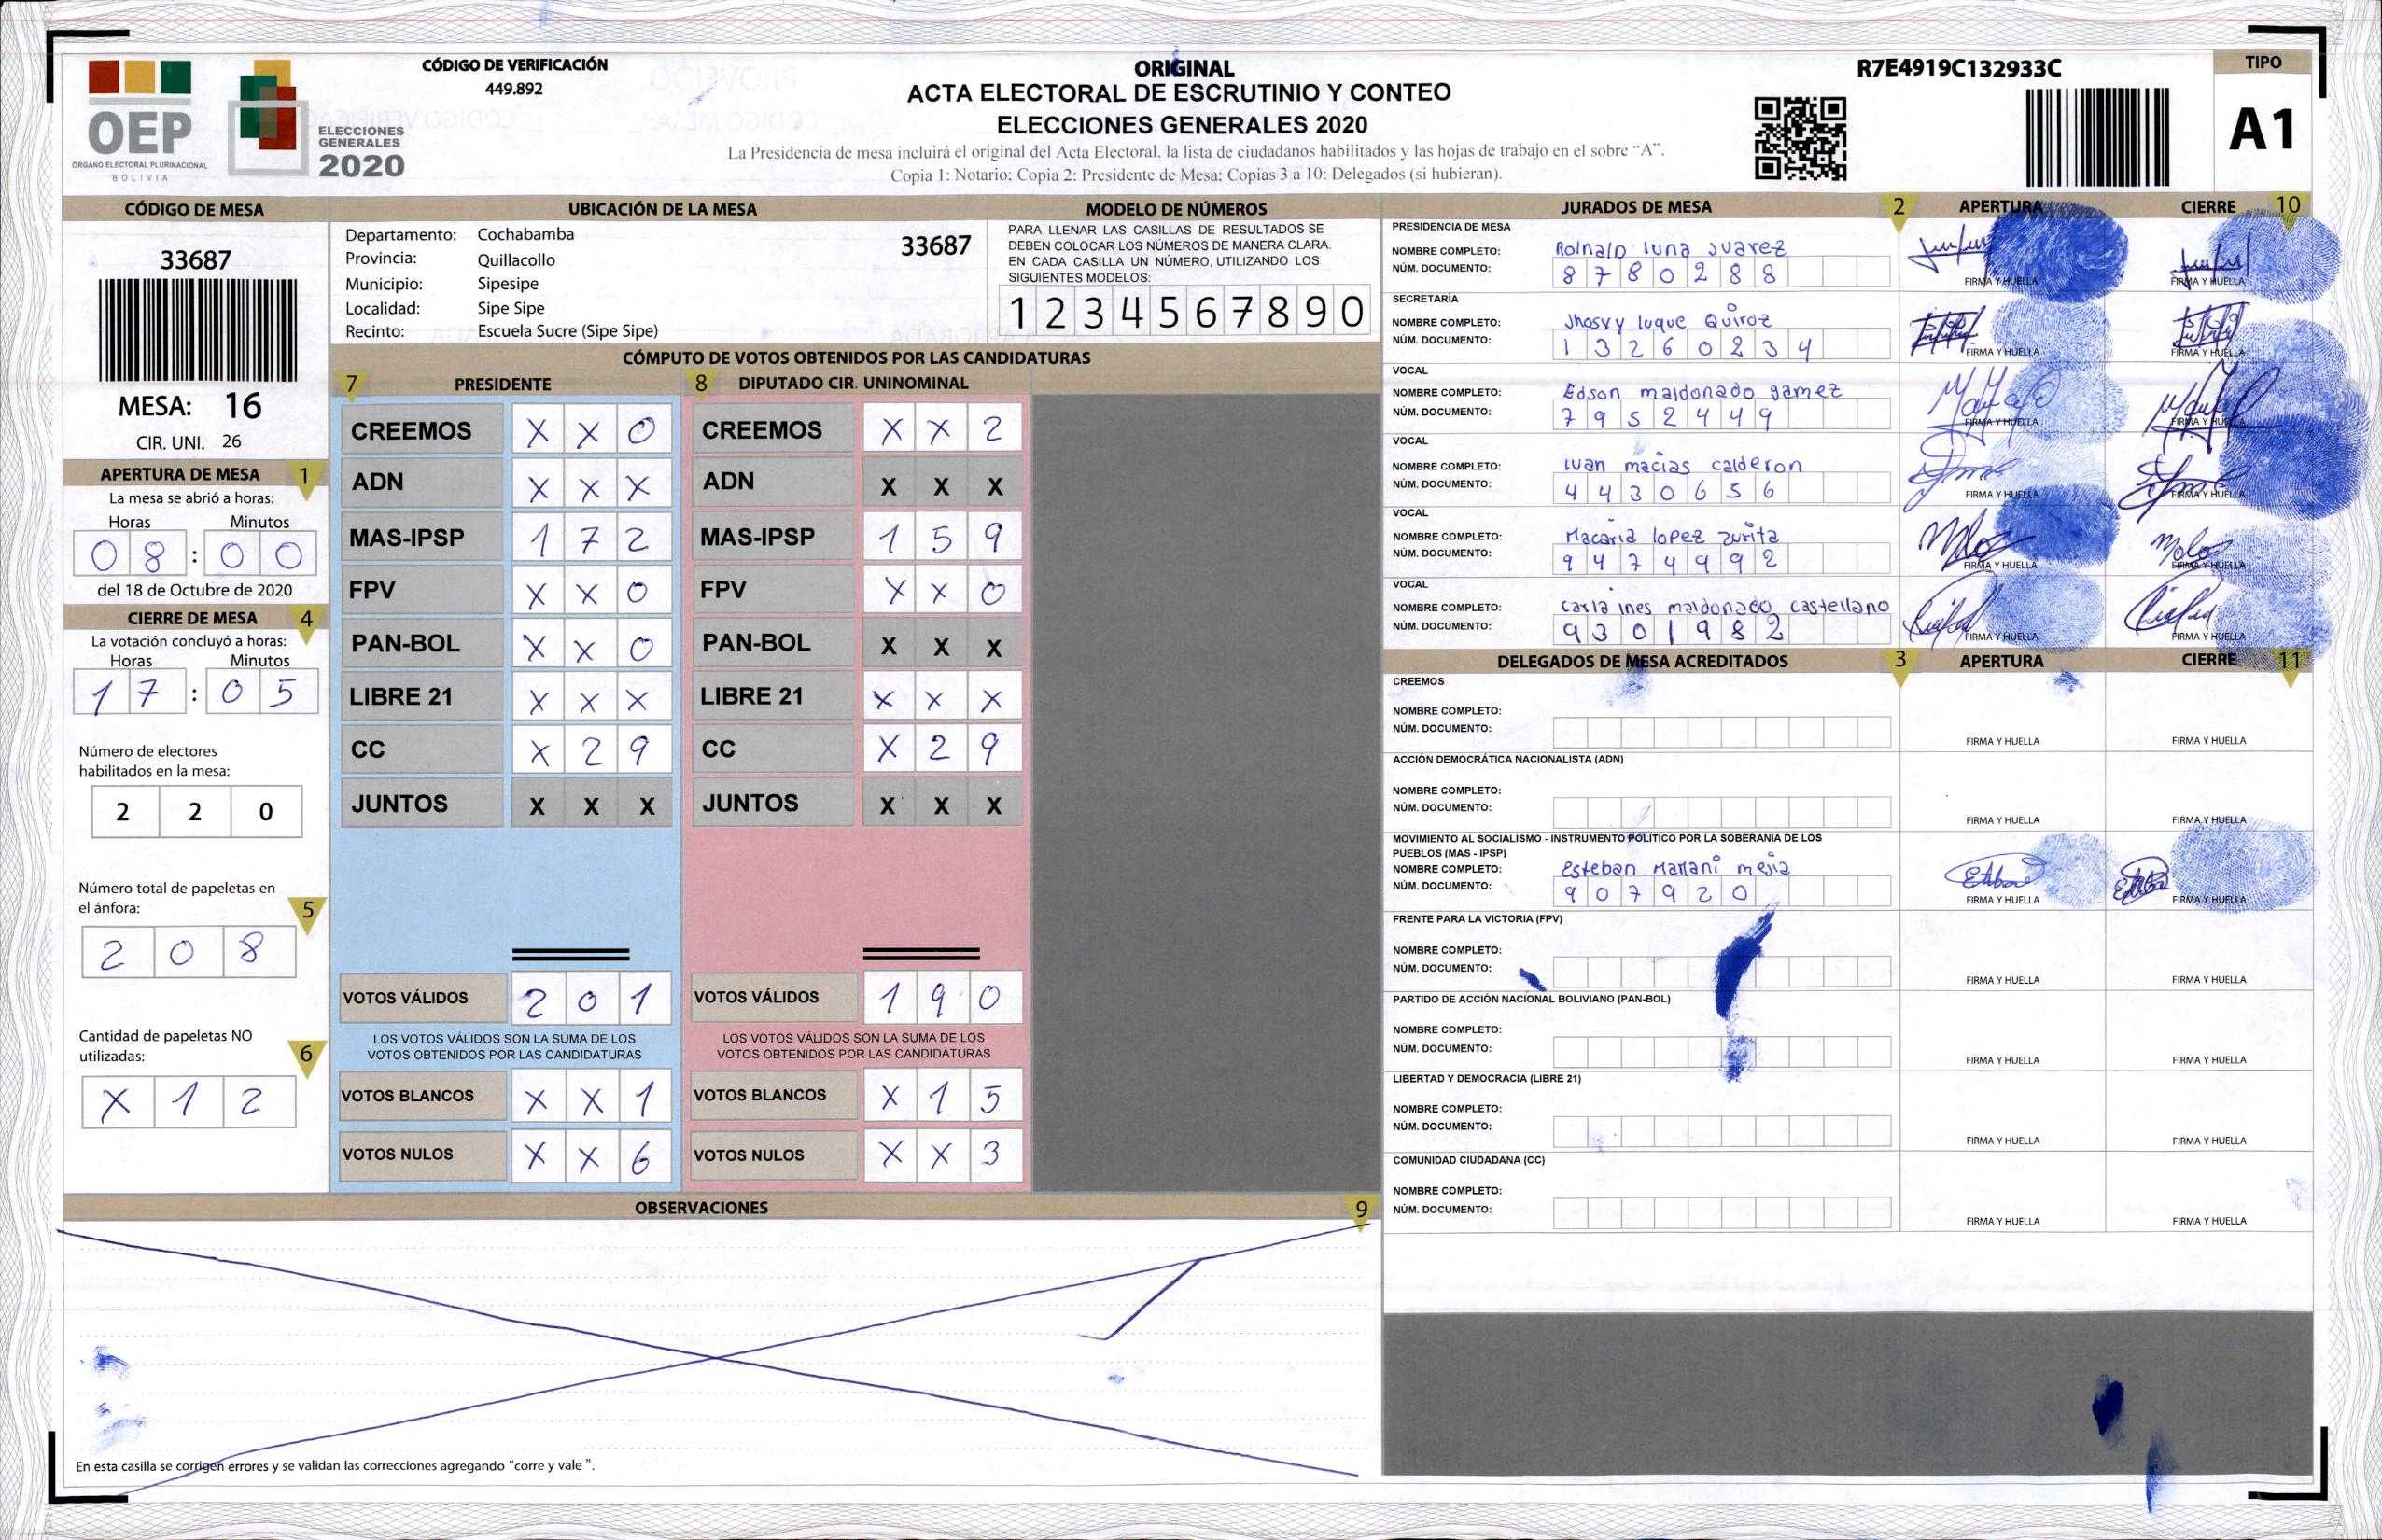 CÓDIGO DE VERIFICACIÓN
449.892
ORIGINAL
ACTA ELECTORAL DE ESCRUTINIO Y CONTEO
ELECCIONES GENERALES 2020
La Presidencia de mesa incluirá el original del Acta Electoral, la lista de ciudadanos habilitados y las hojas de trabajo en el sobre “A”.
Copia 1: Notario; Copia 2: Presidente de Mesa; Copias 3 a 10: Delegados (si hubieran).
R7E4919C132933C
TIPO
A1
OEP
ÓRGANO ELECTORAL PLURINACIONAL
BOLIVIA
ELECCIONES
GENERALES
2020
CÓDIGO DE MESA
33687
MESA: 16
CIR. UNI. 26
APERTURA DE MESA 1
La mesa se abrió a horas:
Horas Minutos
0 8 : 0 0
del 18 de Octubre de 2020
CIERRE DE MESA 4
La votación concluyó a horas:
Horas Minutos
1 7 : 0 5
Número de electores
habilitados en la mesa:
2 2 0
Número total de papeletas en
el ánfora: 5
2 0 8
Cantidad de papeletas NO
utilizadas: 6
X 1 2
UBICACIÓN DE LA MESA
Departamento: Cochabamba
Provincia: Quillacollo
Municipio: Sipesipe
Localidad: Sipe Sipe
Recinto: Escuela Sucre (Sipe Sipe)
33687
MODELO DE NÚMEROS
PARA LLENAR LAS CASILLAS DE RESULTADOS SE
DEBEN COLOCAR LOS NÚMEROS DE MANERA CLARA.
EN CADA CASILLA UN NÚMERO, UTILIZANDO LOS
SIGUIENTES MODELOS:
1 2 3 4 5 6 7 8 9 0
CÓMPUTO DE VOTOS OBTENIDOS POR LAS CANDIDATURAS
7 PRESIDENTE
CREEMOS X X 0
ADN X X X
MAS-IPSP 1 7 2
FPV X X 0
PAN-BOL X X 0
LIBRE 21 X X X
CC X 2 9
JUNTOS X X X
VOTOS VÁLIDOS 2 0 1
LOS VOTOS VÁLIDOS SON LA SUMA DE LOS
VOTOS OBTENIDOS POR LAS CANDIDATURAS
VOTOS BLANCOS X X 1
VOTOS NULOS X X 6
8 DIPUTADO CIR. UNINOMINAL
CREEMOS X X 2
ADN X X X
MAS-IPSP 1 5 9
FPV X X 0
PAN-BOL X X X
LIBRE 21 X X X
CC X 2 9
JUNTOS X X X
VOTOS VÁLIDOS 1 9 0
LOS VOTOS VÁLIDOS SON LA SUMA DE LOS
VOTOS OBTENIDOS POR LAS CANDIDATURAS
VOTOS BLANCOS X 1 5
VOTOS NULOS X X 3
OBSERVACIONES 9
En esta casilla se corrigen errores y se validan las correcciones agregando “corre y vale ”.
JURADOS DE MESA 2 APERTURA CIERRE 10
PRESIDENCIA DE MESA
NOMBRE COMPLETO: Rolnald luna suarez
NÚM. DOCUMENTO: 8 7 8 0 2 8 8
FIRMA Y HUELLA FIRMA Y HUELLA
SECRETARÍA
NOMBRE COMPLETO: Jhosvy luque Quiroz
NÚM. DOCUMENTO: 1 3 2 6 0 2 3 4
FIRMA Y HUELLA FIRMA Y HUELLA
VOCAL
NOMBRE COMPLETO: Edson maldonado gamez
NÚM. DOCUMENTO: 7 9 5 2 4 4 9
FIRMA Y HUELLA FIRMA Y HUELLA
VOCAL
NOMBRE COMPLETO: Ivan macias calderon
NÚM. DOCUMENTO: 4 4 3 0 6 5 6
FIRMA Y HUELLA FIRMA Y HUELLA
VOCAL
NOMBRE COMPLETO: Macaria lopez zurita
NÚM. DOCUMENTO: 9 4 7 4 9 9 2
FIRMA Y HUELLA FIRMA Y HUELLA
VOCAL
NOMBRE COMPLETO: carla ines maldonado castellano
NÚM. DOCUMENTO: 9 3 0 1 9 8 2
FIRMA Y HUELLA FIRMA Y HUELLA
DELEGADOS DE MESA ACREDITADOS 3 APERTURA CIERRE 11
CREEMOS
NOMBRE COMPLETO:
NÚM. DOCUMENTO:
FIRMA Y HUELLA FIRMA Y HUELLA
ACCIÓN DEMOCRÁTICA NACIONALISTA (ADN)
NOMBRE COMPLETO:
NÚM. DOCUMENTO:
FIRMA Y HUELLA FIRMA Y HUELLA
MOVIMIENTO AL SOCIALISMO - INSTRUMENTO POLÍTICO POR LA SOBERANIA DE LOS
PUEBLOS (MAS - IPSP)
NOMBRE COMPLETO: Esteban Mamani mejia
NÚM. DOCUMENTO: 9 0 7 9 2 0
FIRMA Y HUELLA FIRMA Y HUELLA
FRENTE PARA LA VICTORIA (FPV)
NOMBRE COMPLETO:
NÚM. DOCUMENTO:
FIRMA Y HUELLA FIRMA Y HUELLA
PARTIDO DE ACCIÓN NACIONAL BOLIVIANO (PAN-BOL)
NOMBRE COMPLETO:
NÚM. DOCUMENTO:
FIRMA Y HUELLA FIRMA Y HUELLA
LIBERTAD Y DEMOCRACIA (LIBRE 21)
NOMBRE COMPLETO:
NÚM. DOCUMENTO:
FIRMA Y HUELLA FIRMA Y HUELLA
COMUNIDAD CIUDADANA (CC)
NOMBRE COMPLETO:
NÚM. DOCUMENTO:
FIRMA Y HUELLA FIRMA Y HUELLA